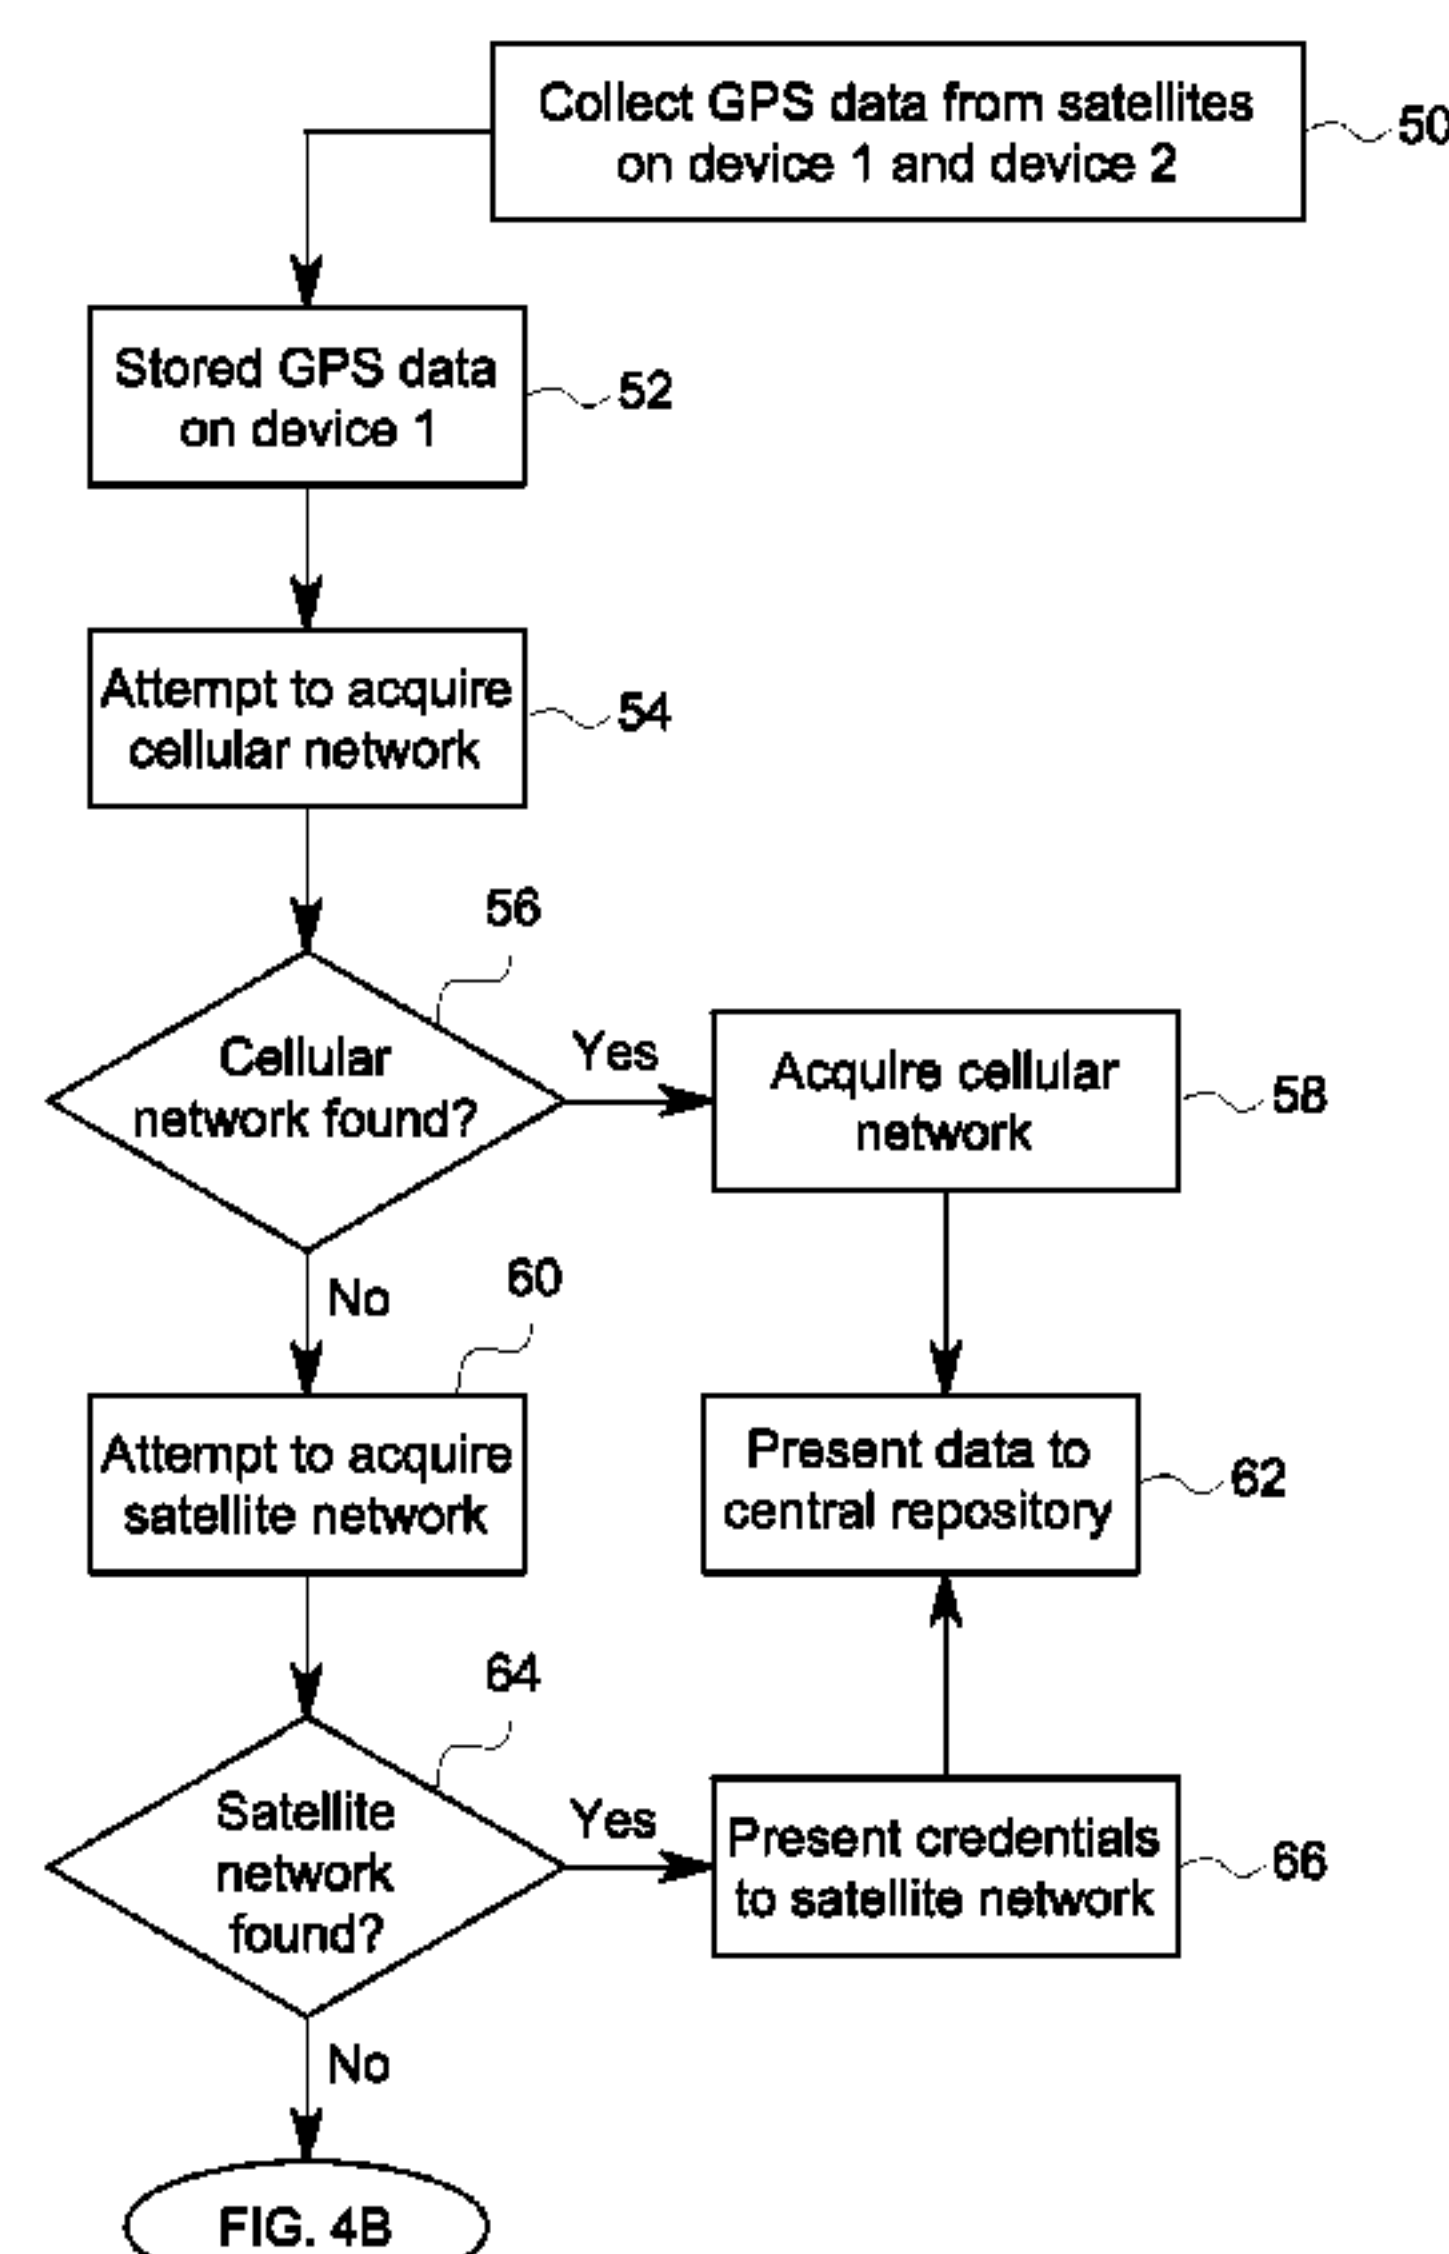 Collect GPS data from satellites
on device 1 and device 2
50
Stored GPS data
on device 1
52
Attempt to acquire
cellular network
54
56
Cellular
network found?
Yes
Acquire cellular
network
58
No
60
Attempt to acquire
satellite network
Present data to
central repository
62
64
Satellite
network
found?
Yes
Present credentials
to satellite network
66
No
FIG. 4B